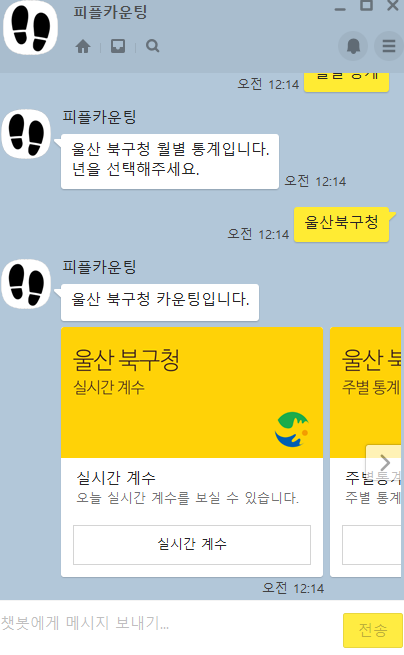 피플카운팅
오전 12:14
월별 통계
피플카운팅
울산 북구청 월별 통계입니다.
년을 선택해주세요.
오전 12:14
울산북구청
오전 12:14
피플카운팅
울산 북구청 카운팅입니다.
울산 북구청
실시간 계수
실시간 계수
오늘 실시간 계수를 보실 수 있습니다.
실시간 계수
울산 북
주별 통계
주별통계
주별 통계
오전 12:14
챗봇에게 메시지 보내기...
전송